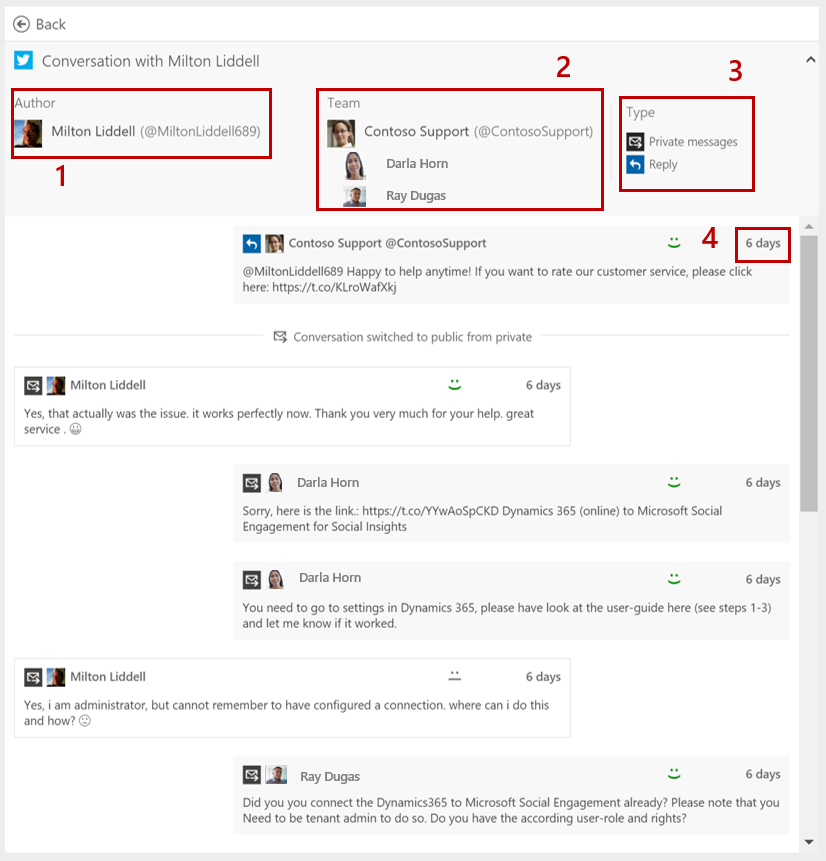 Back
Conversation with Milton Liddell
2
3
Author
Milton Liddell (@MiltonLiddell689)
1
Team
Contoso Support (@ContosoSupport)
Darla Horn
Ray Dugas
Type
Private messages
Reply
Contoso Support @ContosoSupport
4
6 days
@MiltonLiddell689 Happy to help anytime! If you want to rate our customer service, please click
here: https://t.co/KLroWafXkj
Conversation switched to public from private
Milton Liddell
6 days
Yes, that actually was the issue. it works perfectly now. Thank you very much for your help. great
service . 😀
Darla Horn
6 days
Sorry, here is the link.: https://t.co/YYwAoSpCKD Dynamics 365 (online) to Microsoft Social
Engagement for Social Insights
Darla Horn
6 days
You need to go to settings in Dynamics 365, please have look at the user-guide here (see steps 1-3)
and let me know if it worked.
Milton Liddell
6 days
Yes, i am administrator, but cannot remember to have configured a connection. where can i do this
and how? 🙁
Ray Dugas
6 days
Did you you connect the Dynamics365 to Microsoft Social Engagement already? Please note that you
Need to be tenant admin to do so. Do you have the according user-role and rights?